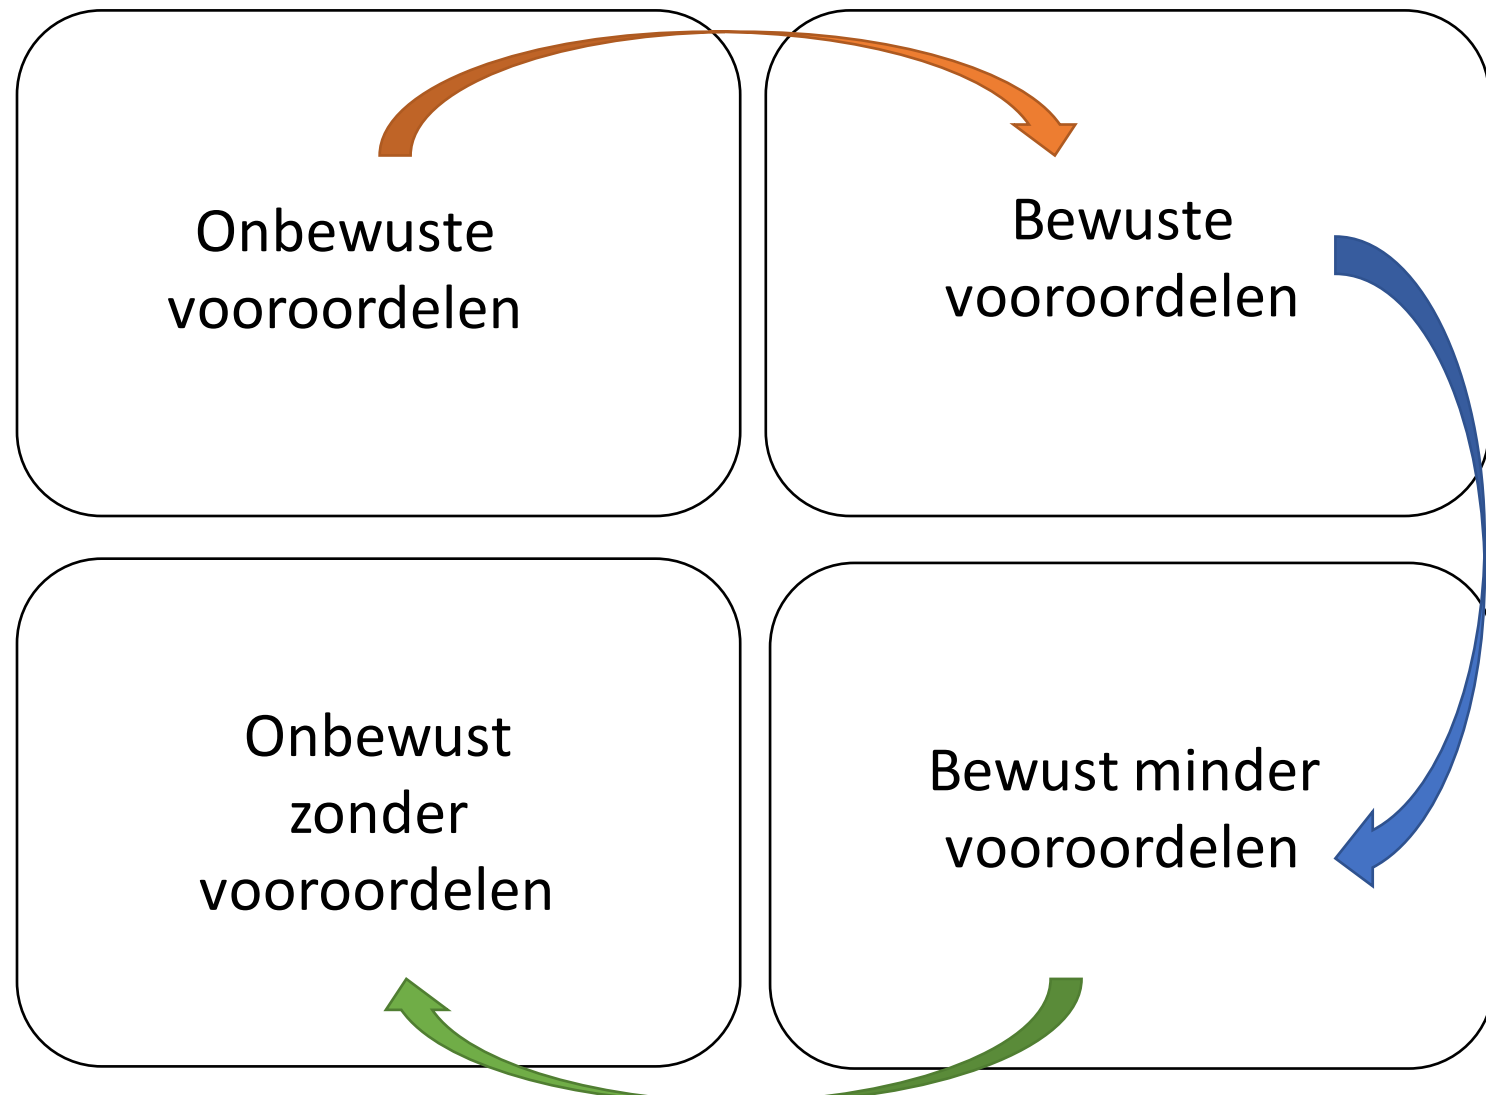 Onbewuste
vooroordelen
Bewuste
vooroordelen
Onbewust
zonder
vooroordelen
Bewust minder
vooroordelen